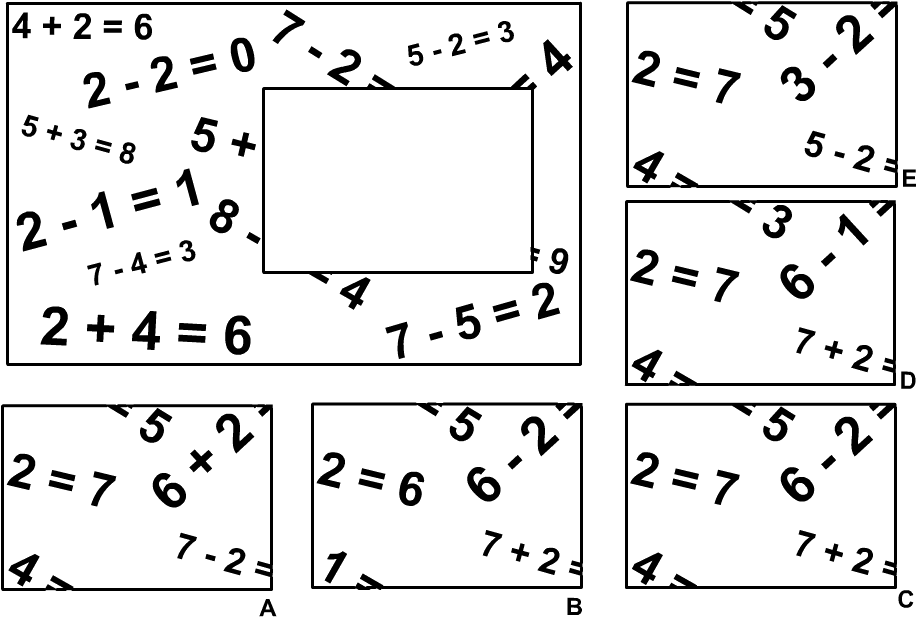 4 + 2 = 6
2 - 2 = 0
7 - 2 =
5 - 2 = 3
= 4
5 + 3 = 8
5 +
2 - 1 = 1
8 -
7 - 4 = 3
= 4
= 9
2 + 4 = 6
7 - 5 = 2
= 5
2 = 7
3 - 2 =
4 =
5 - 2 =
E
= 3
2 = 7
6 - 1 =
4 =
7 + 2 =
D
= 5
2 = 7
6 + 2 =
4 =
7 - 2 =
A
= 5
2 = 6
6 - 2 =
1 =
7 + 2 =
B
= 5
2 = 7
6 - 2 =
4 =
7 + 2 =
C